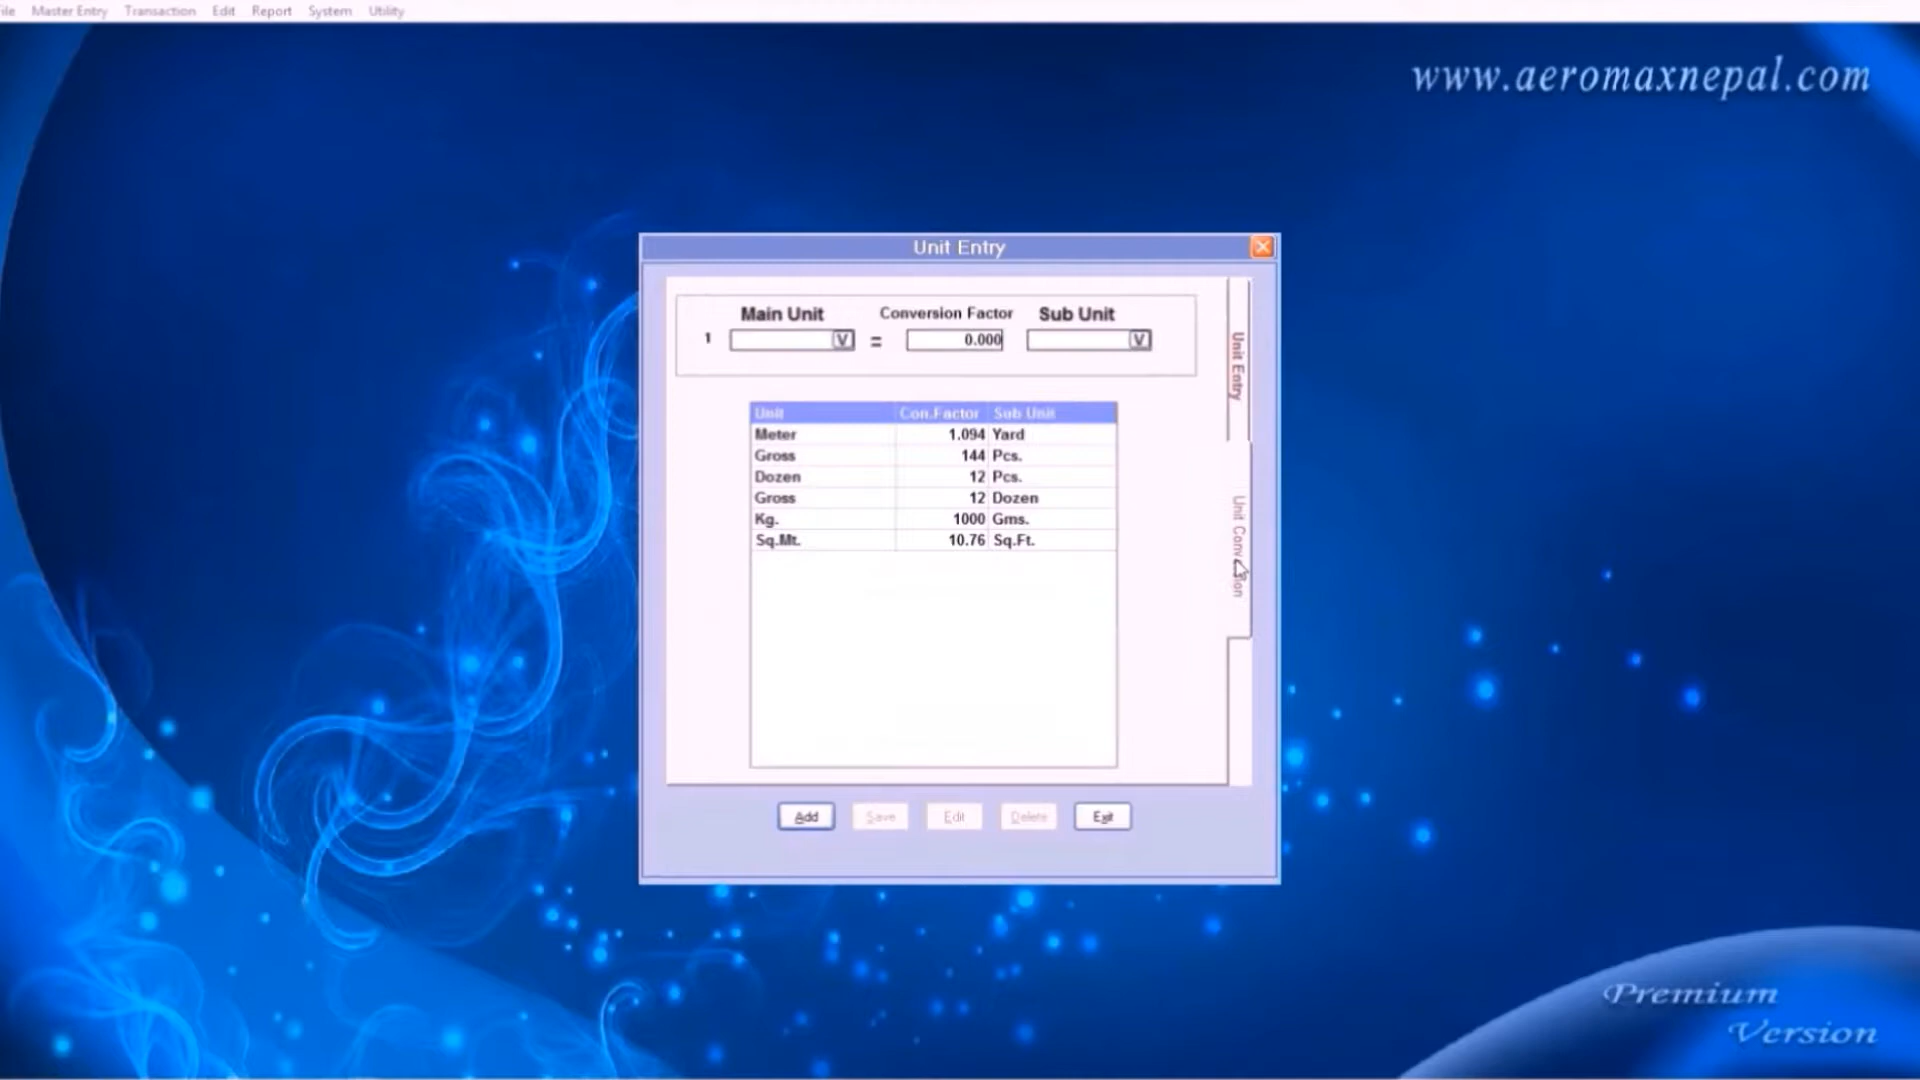 ile Master Entry Transaction Edit Report System Utility
www.aeromaxnepal.com
Unit Entry
Main Unit Conversion Factor Sub Unit
1 V = 0.000 V
Unit Con.Factor Sub Unit
Meter 1.094 Yard
Gross 144 Pcs.
Dozen 12 Pcs.
Gross 12 Dozen
Kg. 1000 Gms.
Sq.Mt. 10.76 Sq.Ft.
Unit Entry
Unit
Add Save Edit Delete Exit
Premium
Version